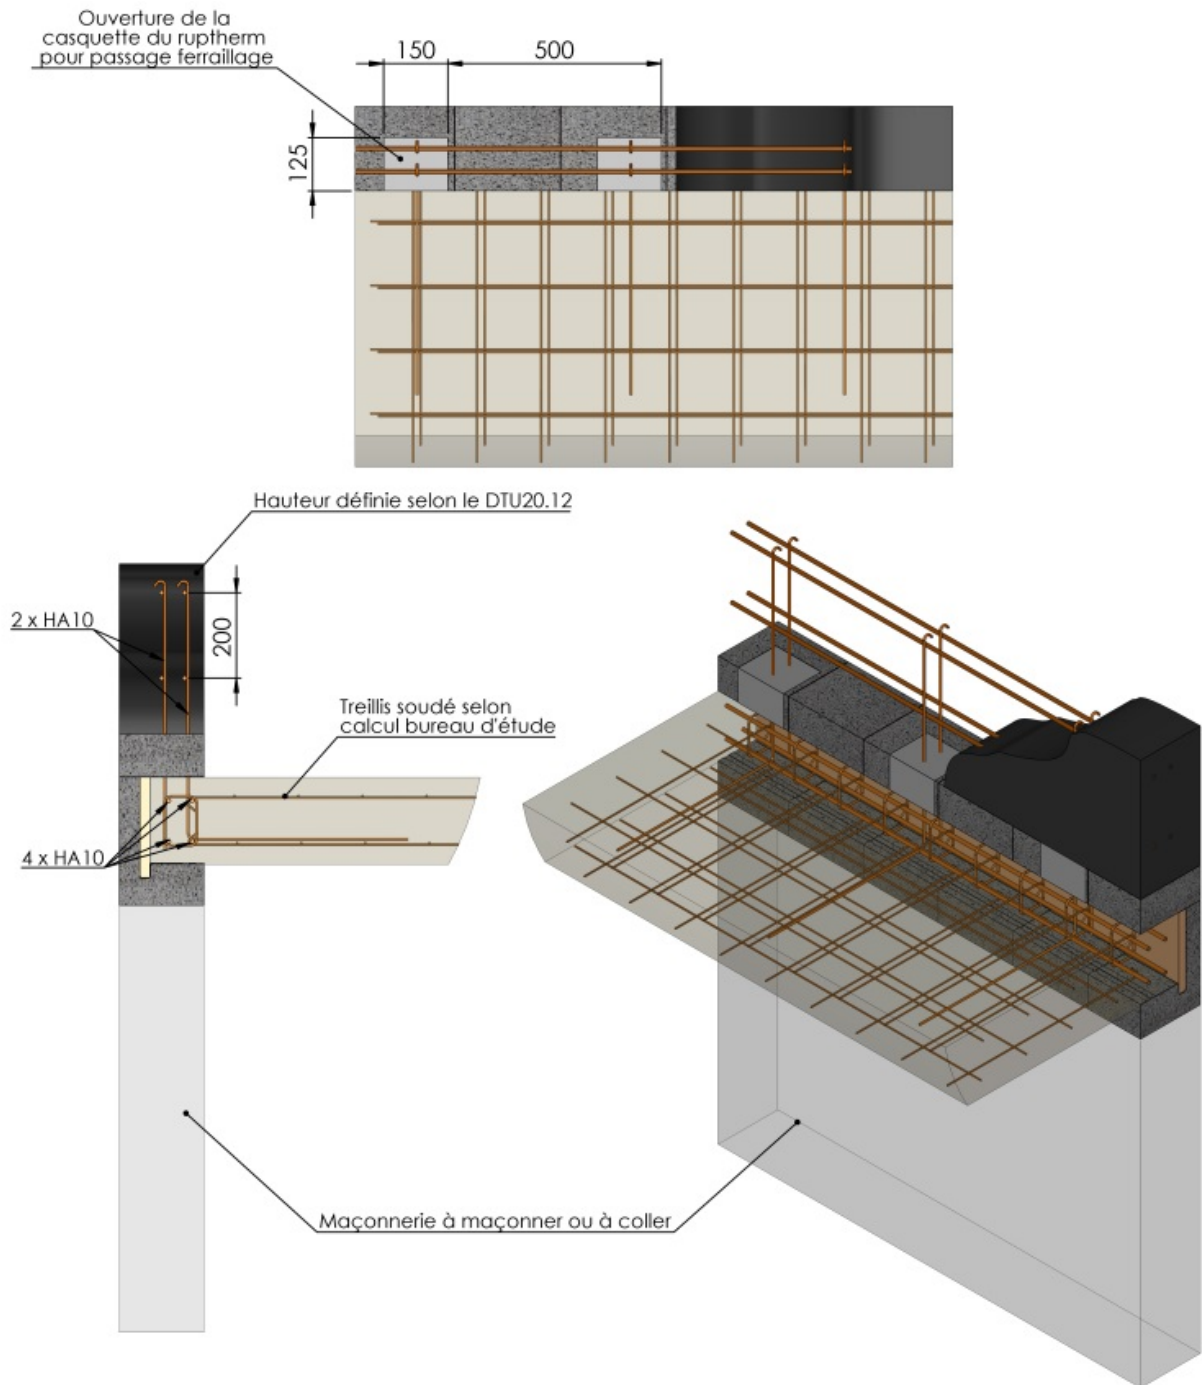 Ouverture de la
casquette du ruptherm
pour passage ferraillage
150
500
125
Hauteur définie selon le DTU20.12
2 x HA10
200
Treillis soudé selon
calcul bureau d'étude
4 x HA10
Maçonnerie à maçonner ou à coller